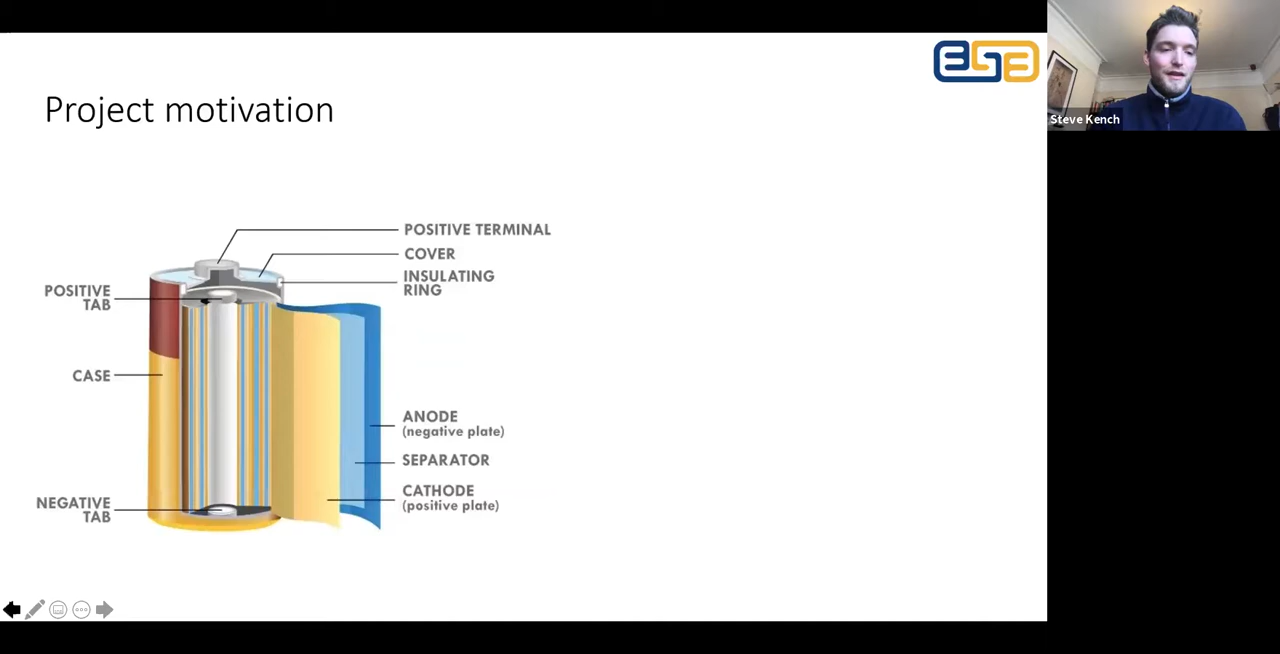 Project motivation
Steve Kench
POSITIVE TERMINAL
COVER
INSULATING
RING
POSITIVE
TAB
CASE
ANODE
(negative plate)
SEPARATOR
CATHODE
(positive plate)
NEGATIVE
TAB